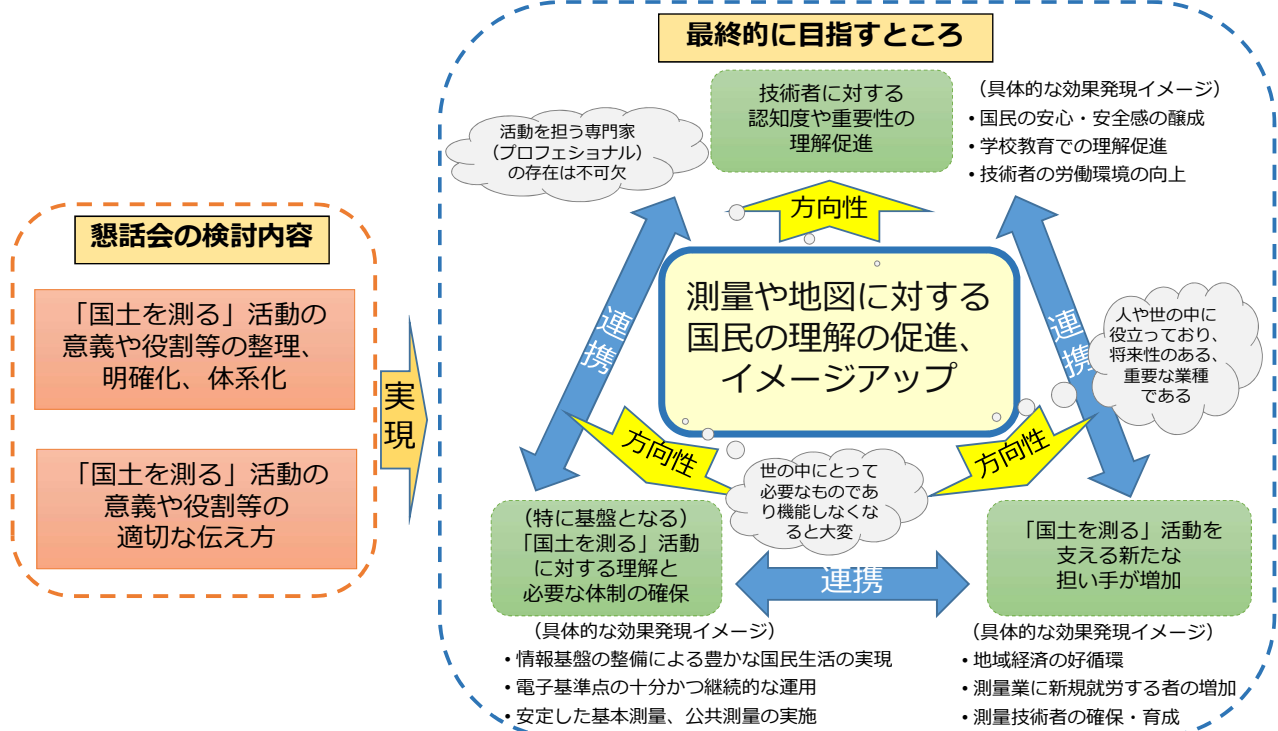 懇話会の検討内容
「国土を測る」活動の
意義や役割等の整理、
明確化、体系化
「国土を測る」活動の
意義や役割等の
適切な伝え方
実
現
最終的に目指すところ
技術者に対する
認知度や重要性の
理解促進
(具体的な効果発現イメージ)
・国民の安心・安全感の醸成
・学校教育での理解促進
・技術者の労働環境の向上
活動を担う専門家
(プロフェショナル)
の存在は不可欠
方向性
測量や地図に対する
国民の理解の促進、
イメージアップ
連
携
連
携
人や世の中に
役立っており、
将来性のある、
重要な業種
である
方向性
方向性
世の中にとって
必要なものであ
り機能しなくな
ると大変
(特に基盤となる)
「国土を測る」活動
に対する理解と
必要な体制の確保
連携
「国土を測る」活動を
支える新たな
担い手が増加
(具体的な効果発現イメージ)
・情報基盤の整備による豊かな国民生活の実現
・電子基準点の十分かつ継続的な運用
・安定した基本測量、公共測量の実施
(具体的な効果発現イメージ)
・地域経済の好循環
・測量業に新規就労する者の増加
・測量技術者の確保・育成